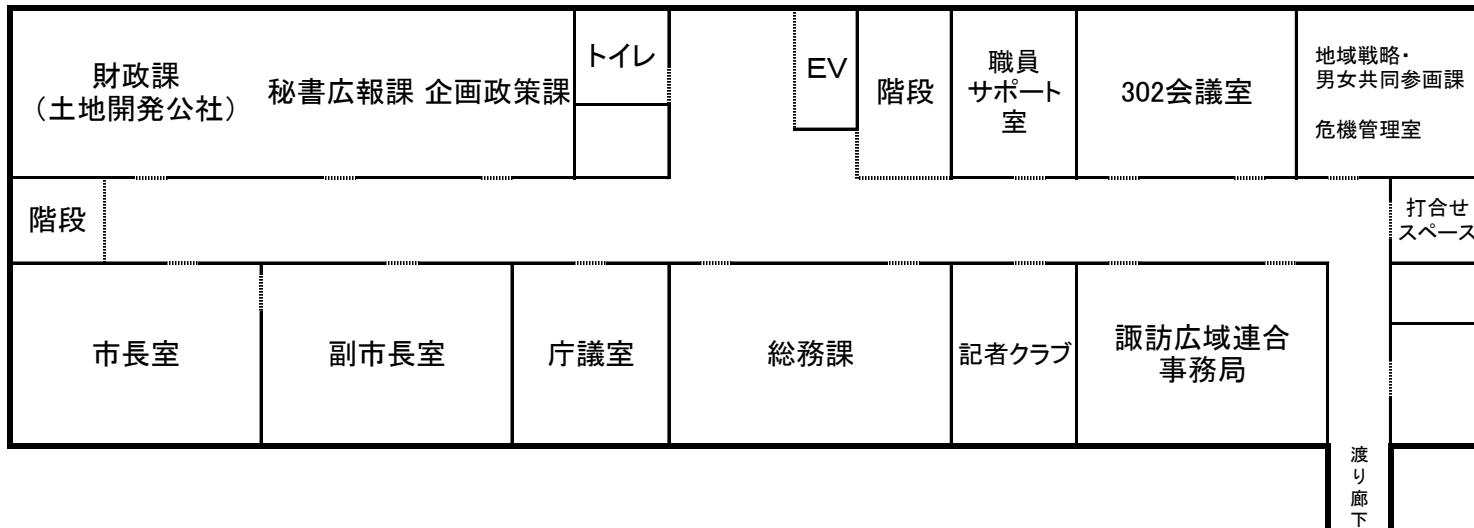 財政課
（土地開発公社）
秘書広報課 企画政策課
トイレ
EV
階段
職員
サポート
室
302会議室
地域戦略・
男女共同参画課
危機管理室
階段
打合せ
スペース
市長室
副市長室
庁議室
総務課
記者クラブ
諏訪広域連合
事務局
渡り廊下